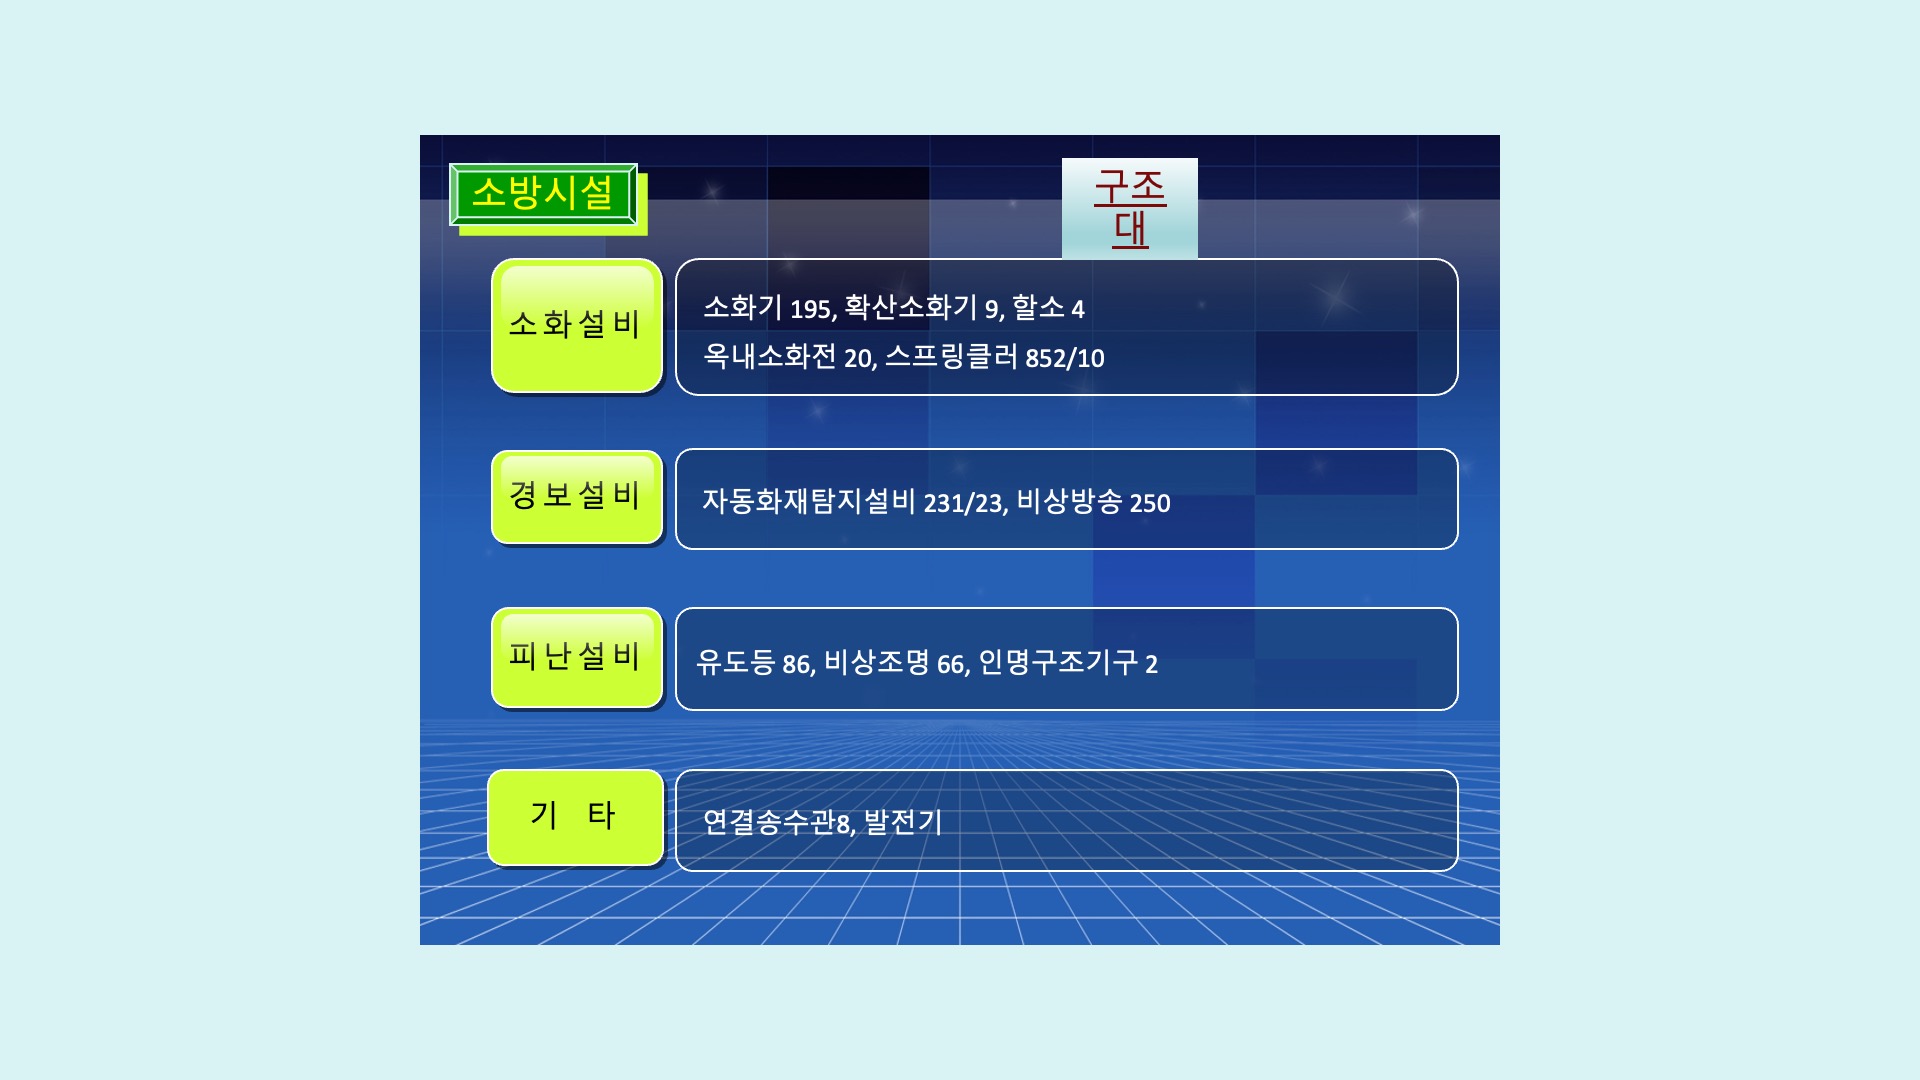 소방시설
구조
대
소화설비
소화기 195, 확산소화기 9, 할소 4
옥내소화전 20, 스프링클러 852/10
경보설비
자동화재탐지설비 231/23, 비상방송 250
피난설비
유도등 86, 비상조명 66, 인명구조기구 2
기 타
연결송수관8, 발전기